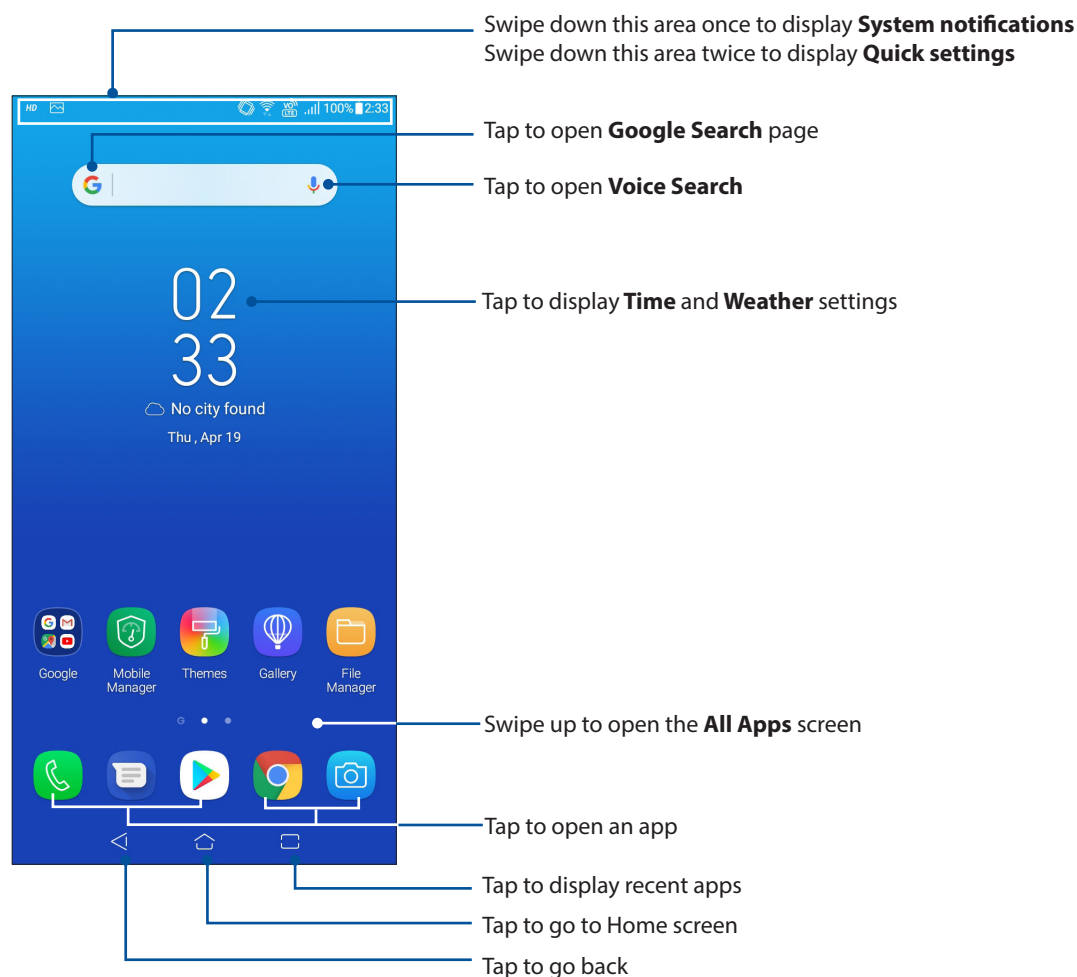 Swipe down this area once to display System notifications
Swipe down this area twice to display Quick settings
HD VO LTE 100% 2:33
Tap to open Google Search page
G
Tap to open Voice Search
02
Tap to display Time and Weather settings
33
No city found
Thu , Apr 19
G M
Google
Mobile
Manager
Themes
Gallery
File
Manager
G
Swipe up to open the All Apps screen
Tap to open an app
Tap to display recent apps
Tap to go to Home screen
Tap to go back